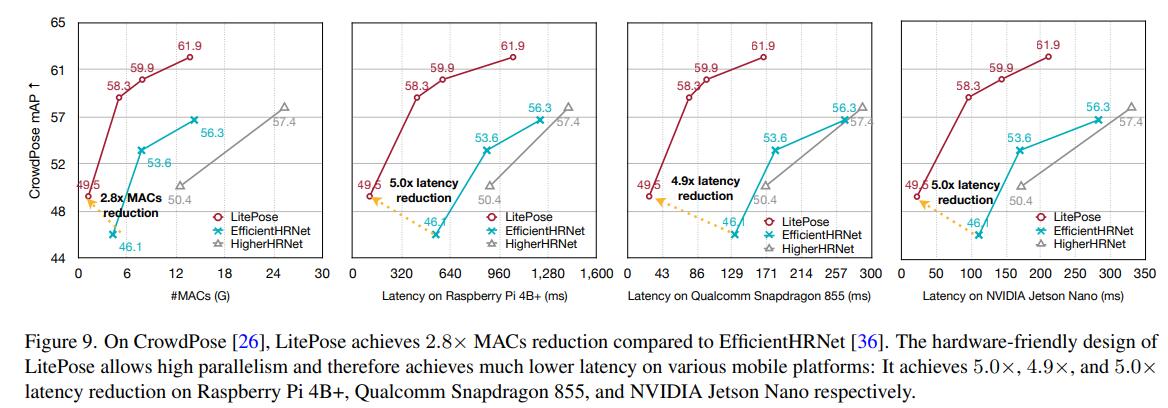 CrowdPose mAP ↑
65
61
57
52
48
44
61.9
59.9
58.3
49.5
57.4
56.3
53.6
50.4
46.1
2.8x MACs
reduction
LitePose
EfficientHRNet
HigherHRNet
0 6 12 18 24 30
#MACs (G)
61.9
59.9
58.3
49.5
56.3
57.4
53.6
50.4
46.1
5.0x latency
reduction
LitePose
EfficientHRNet
HigherHRNet
0 320 640 960 1,280 1,600
Latency on Raspberry Pi 4B+ (ms)
61.9
59.9
58.3
49.5
56.3
57.4
53.6
50.4
46.1
4.9x latency
reduction
LitePose
EfficientHRNet
HigherHRNet
0 43 86 129 171 214 257 300
Latency on Qualcomm Snapdragon 855 (ms)
61.9
59.9
58.3
49.5
56.3
57.4
53.6
50.4
46.1
5.0x latency
reduction
LitePose
EfficientHRNet
HigherHRNet
0 50 100 150 200 250 300 350
Latency on NVIDIA Jetson Nano (ms)
Figure 9. On CrowdPose [26], LitePose achieves 2.8× MACs reduction compared to EfficientHRNet [36]. The hardware-friendly design of
LitePose allows high parallelism and therefore achieves much lower latency on various mobile platforms: It achieves 5.0×, 4.9×, and 5.0×
latency reduction on Raspberry Pi 4B+, Qualcomm Snapdragon 855, and NVIDIA Jetson Nano respectively.